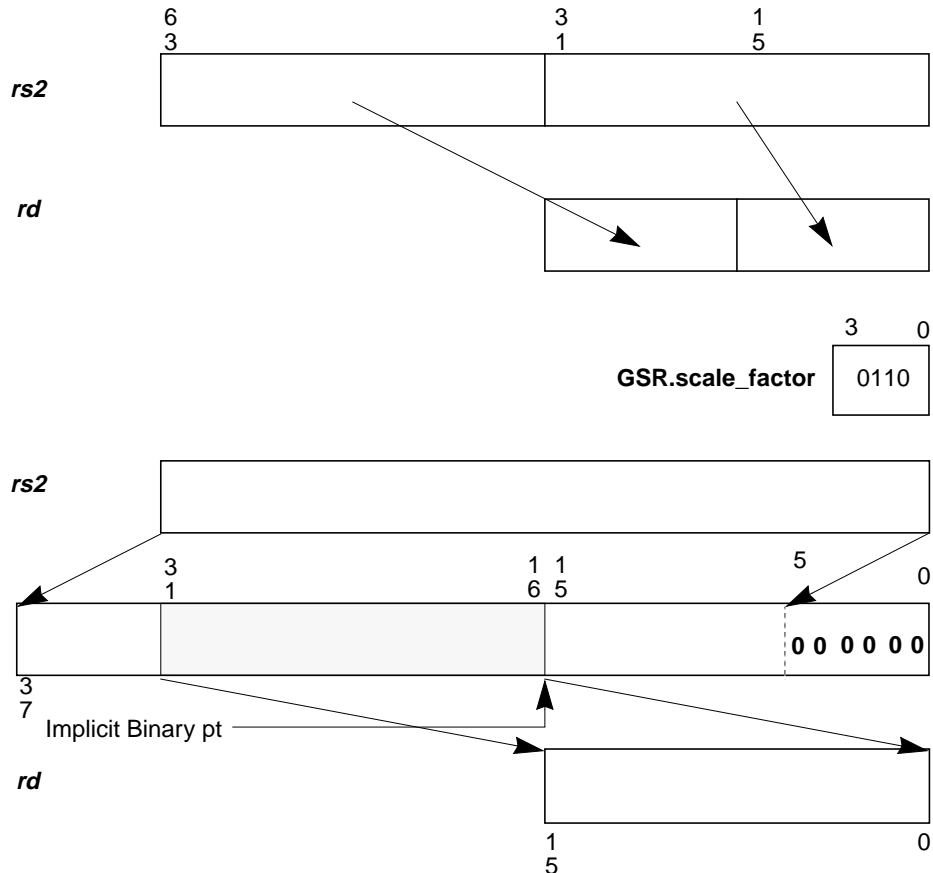 6 3 1
3 1 5
rs2
rd
3 0
GSR.scale_factor 0110
rs2
3 1 1 5 0
1 6 5
0 0 0 0 0 0
3
7
Implicit Binary pt
rd
1 0
5